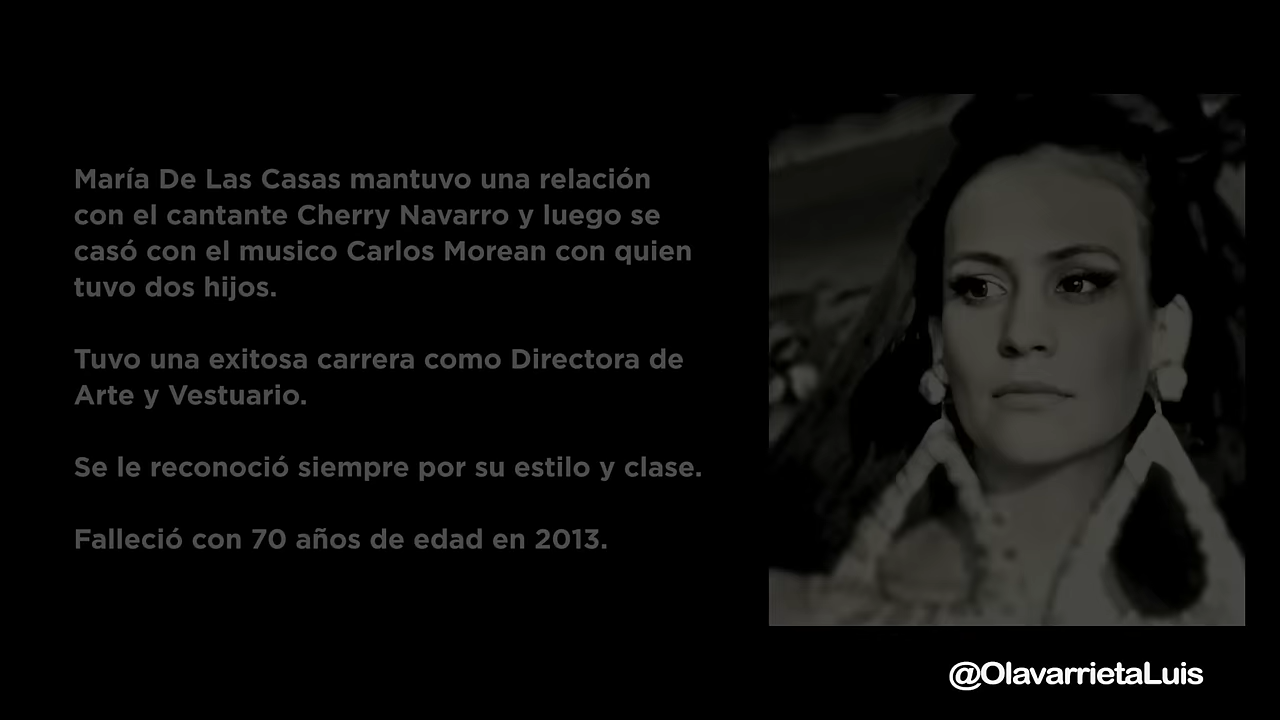 María De Las Casas mantuvo una relación
con el cantante Cherry Navarro y luego se
casó con el musico Carlos Morean con quien
tuvo dos hijos.
Tuvo una exitosa carrera como Directora de
Arte y Vestuario.
Se le reconoció siempre por su estilo y clase.
Falleció con 70 años de edad en 2013.
@OlavarrietaLuis